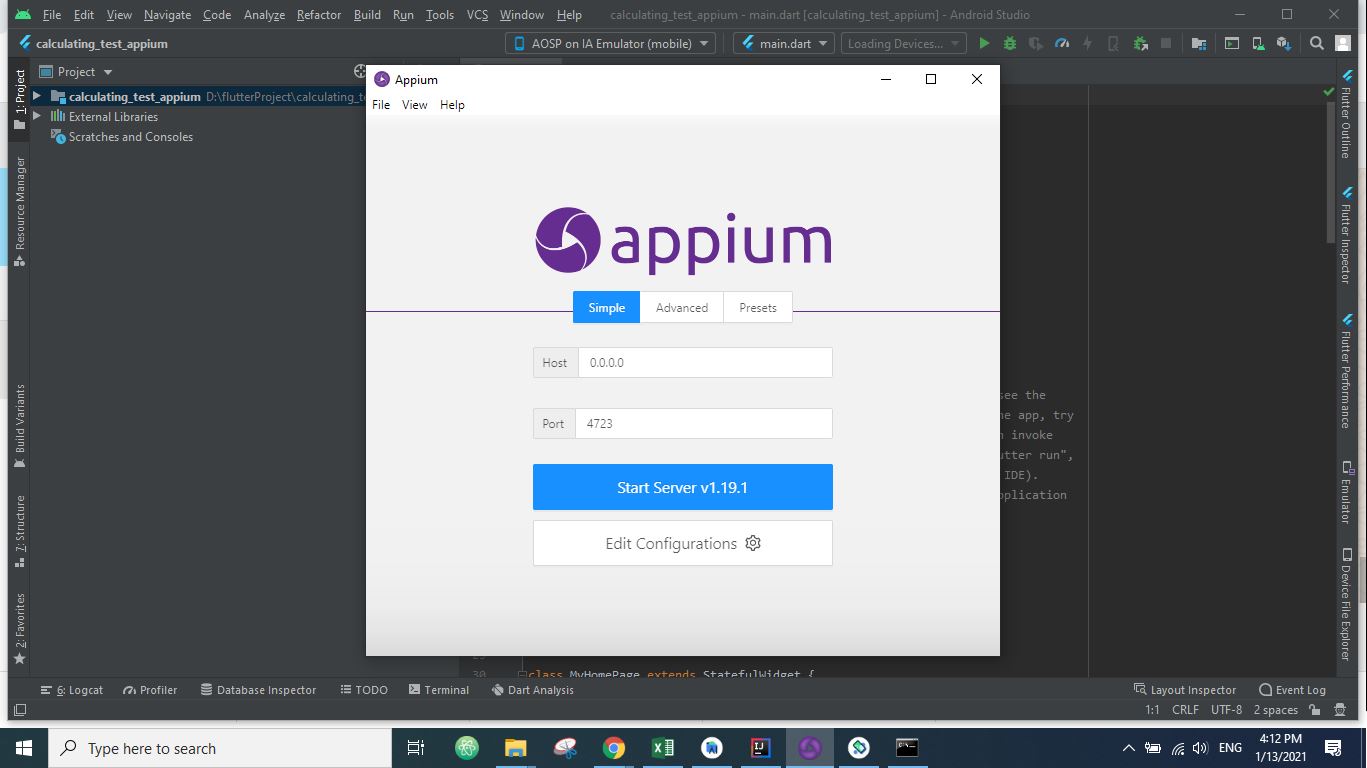 File Edit View Navigate Code Analyze Refactor Build Run Tools VCS Window Help calculating_test_appium - main.dart [calculating_test_appium] - Android Studio
calculating_test_appium AOSP on IA Emulator (mobile) main.dart Loading Devices...
1: Project
Resource Manager
Build Variants
7: Structure
2: Favorites
Project
calculating_test_appium D:\flutterProject\calculating_t
External Libraries
Scratches and Consoles
Appium
File View Help
appium
Simple Advanced Presets
Host 0.0.0.0
Port 4723
Start Server v1.19.1
Edit Configurations
see the
app, try
invoke
run",
IDE).
30 class MyHomePage extends StatefulWidget {
Flutter Outline
Flutter Inspector
Flutter Performance
Emulator
Device File Explorer
6: Logcat Profiler Database Inspector TODO Terminal Dart Analysis Layout Inspector Event Log
1:1 CRLF UTF-8 2 spaces
Type here to search
ENG
4:12 PM
1/13/2021